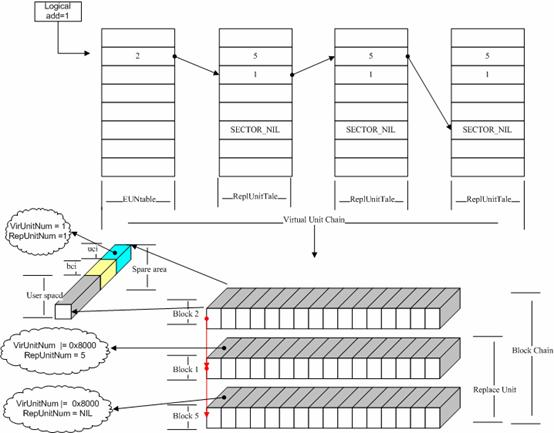 Logical
add=1
2
5
5
5
1
1
1
SECTOR_NIL
SECTOR_NIL
SECTOR_NIL
EUNtable
ReplUnitTale
ReplUnitTale
ReplUnitTale
Virtual Unit Chain
VirUnitNum = 1
RepUnitNum =1
uci
bci
Spare area
User spacd
Block 2
VirUnitNum |= 0x8000
RepUnitNum = 5
Block 1
Block Chain
Replace Unit
VirUnitNum |= 0x8000
RepUnitNum = NIL
Block 5